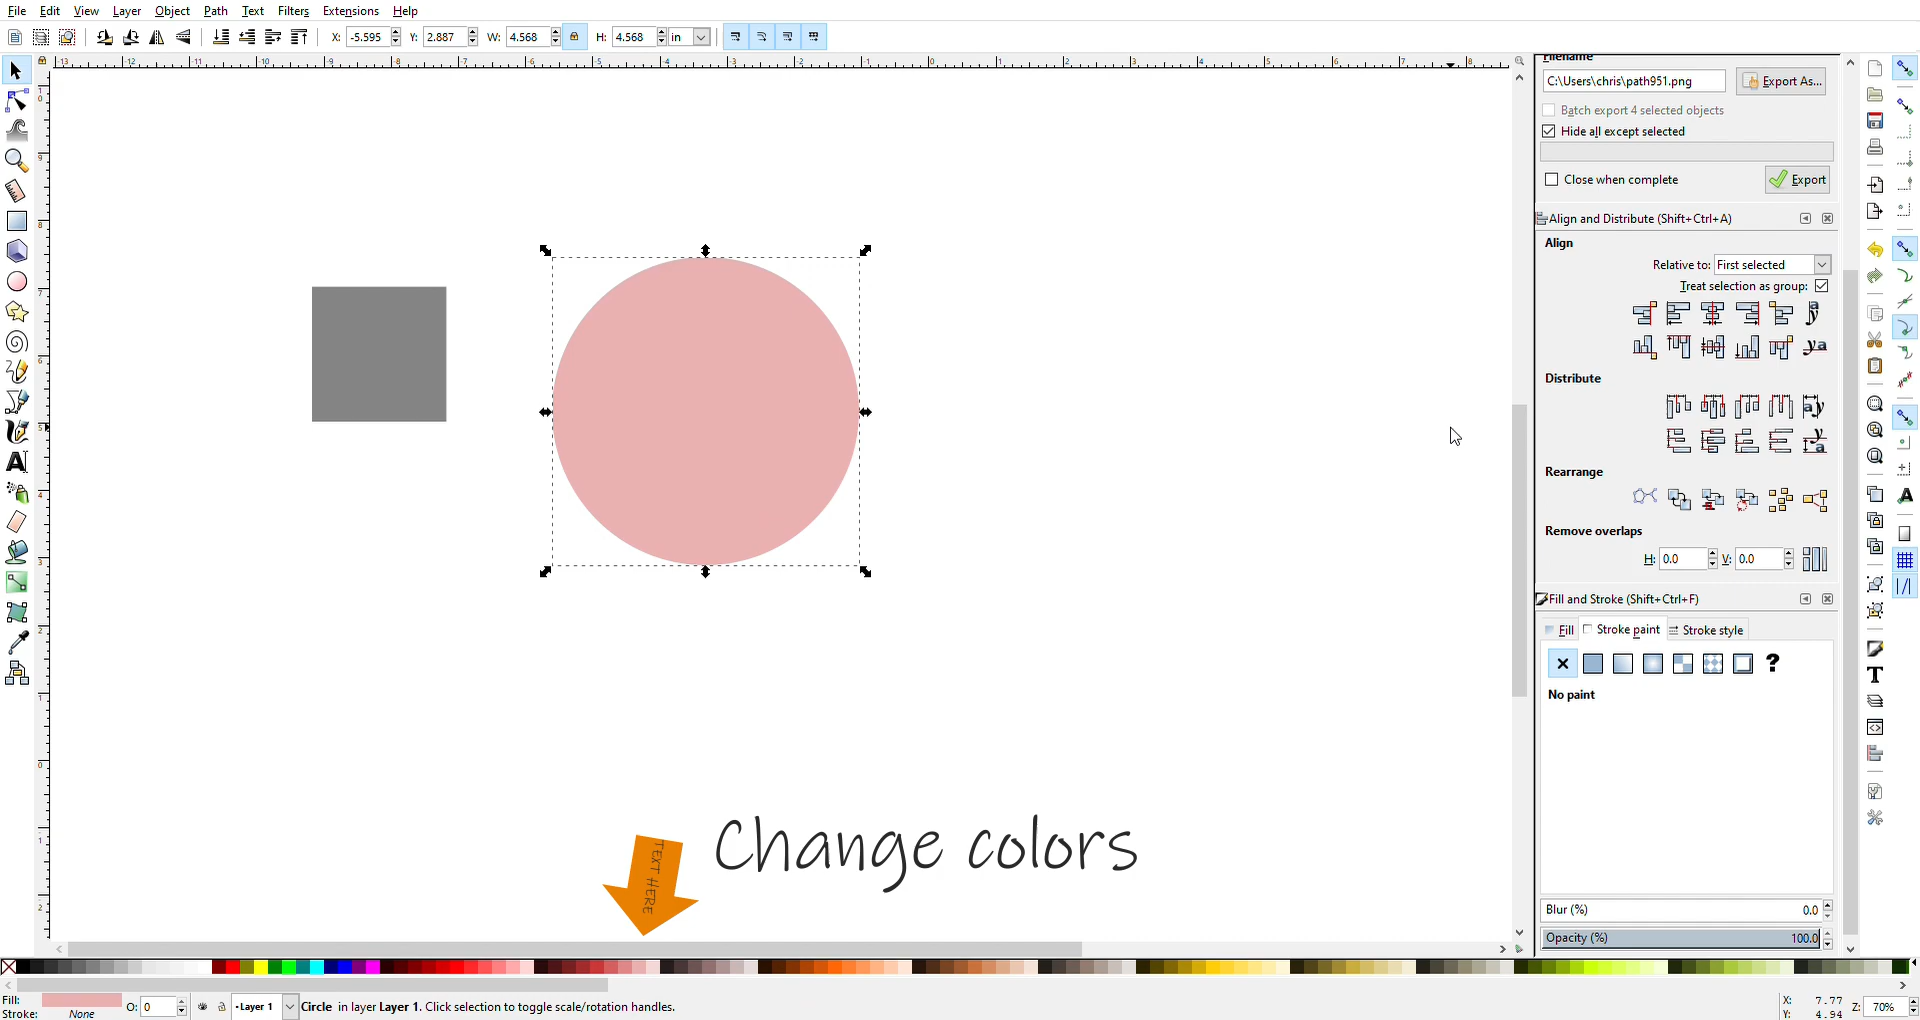 File Edit View Layer Object Path Text Filters Extensions Help
X: -5.595 Y: 2.887 W: 4.568 H: 4.568 in
Filename
C:\Users\chris\path951.png Export As...
Batch export 4 selected objects
Hide all except selected
Close when complete Export
Align and Distribute (Shift+Ctrl+A)
Align
Relative to: First selected
Treat selection as group:
Distribute
Rearrange
Remove overlaps
H: 0.0 V: 0.0
Fill and Stroke (Shift+Ctrl+F)
Fill Stroke paint Stroke style
No paint
Change colors
TEXT HERE
Blur (%) 0.0
Opacity (%) 100.0
Fill:
Stroke: None
O: 0
Layer 1
Circle in layer Layer 1. Click selection to toggle scale/rotation handles.
X: 7.77
Y: 4.94
Z: 70%